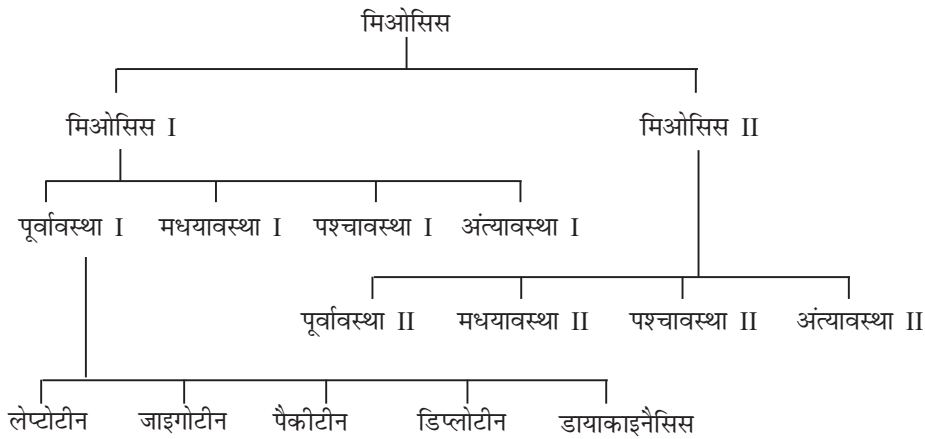 मिओसिस
मिओसिस I मिओसिस II
पूर्वावस्था I मधयावस्था I पश्चावस्था I अंत्यावस्था I
पूर्वावस्था II मधयावस्था II पश्चावस्था II अंत्यावस्था II
लेप्टोटीन जाइगोटीन पैकीटीन डिप्लोटीन डायाकाइनैसिस